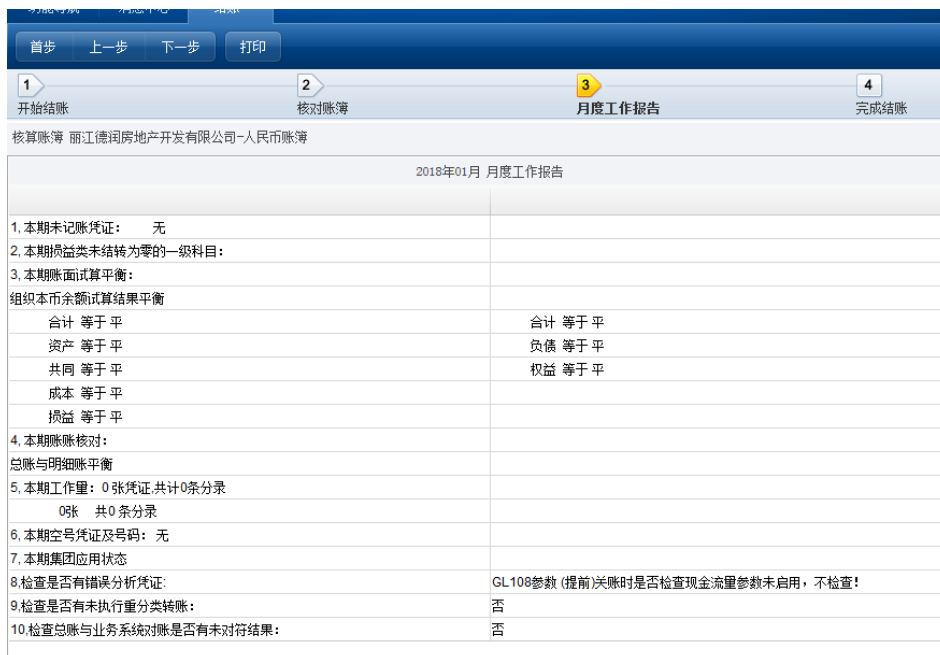 功能导航 消息中心 结账
首步 上一步 下一步 打印
1 2 3 4
开始结账 核对账簿 月度工作报告 完成结账
核算账簿 丽江德润房地产开发有限公司-人民币账簿
2018年01月 月度工作报告
1,本期未记账凭证： 无
2,本期损益类未结转为零的一级科目：
3,本期账面试算平衡：
组织本币余额试算结果平衡
合计 等于 平 合计 等于 平
资产 等于 平 负债 等于 平
共同 等于 平 权益 等于 平
成本 等于 平
损益 等于 平
4,本期账账核对：
总账与明细账平衡
5,本期工作量：0 张凭证,共计0条分录
0张 共0 条分录
6,本期空号凭证及号码：无
7,本期集团应用状态
8,检查是否有错误分析凭证: GL108参数 (提前)关账时是否检查现金流量参数未启用，不检查！
9,检查是否有未执行重分类转账： 否
10,检查总账与业务系统对账是否有未对符结果： 否